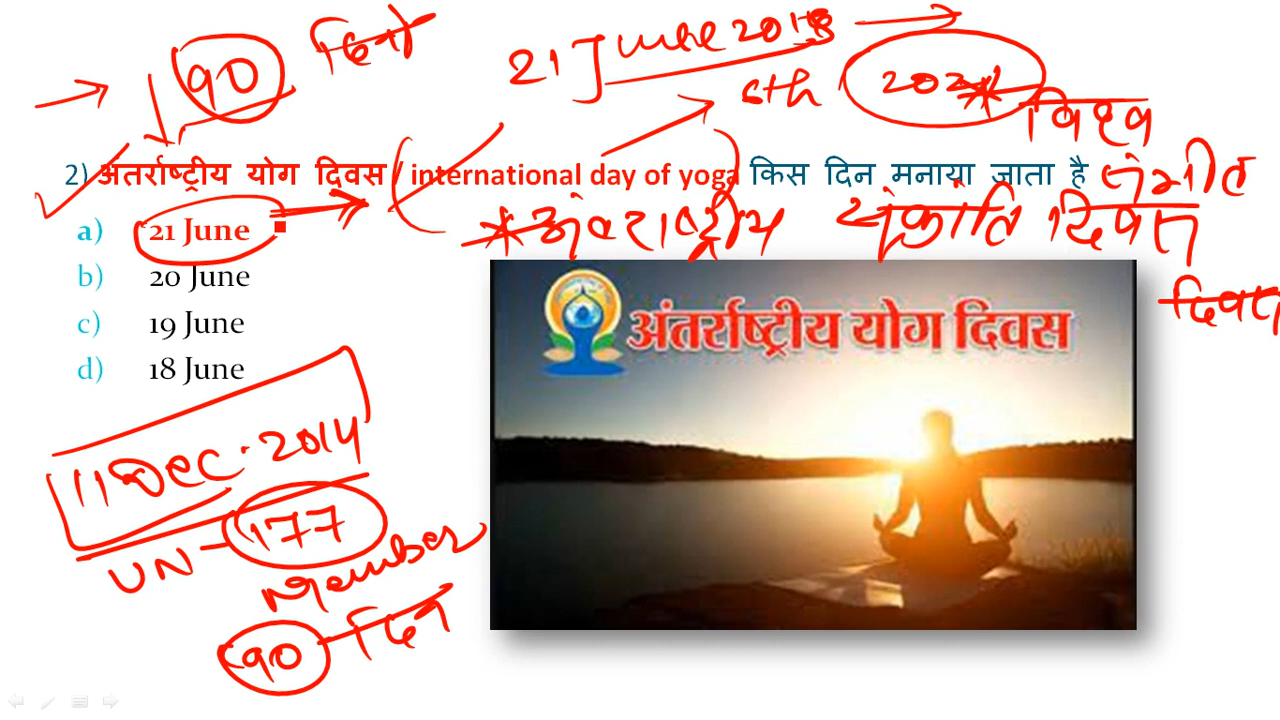 90 दिनों
21 June 2015
6th 2021
विश्व
2) अंतर्राष्ट्रीय योग दिवस / international day of yoga किस दिन मनाया जाता है
संगीत
a) 21 June
अंतराष्ट्रीय संक्रांति दिवस
b) 20 June
दिवस
c) 19 June
d) 18 June
अंतर्राष्ट्रीय योग दिवस
11 Dec. 2014
UN - 177
Member
90 दिन